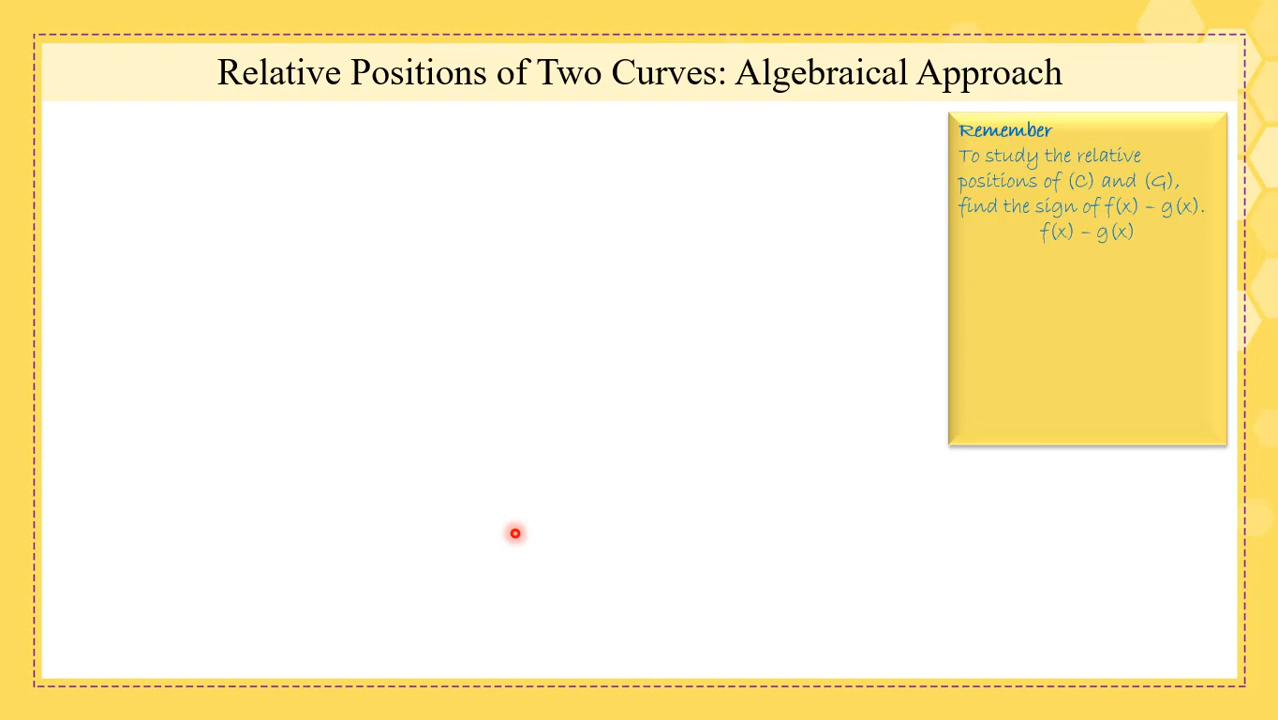 Relative Positions of Two Curves: Algebraical Approach
Remember
To study the relative
positions of (C) and (G),
find the sign of f(x) – g(x).
f(x) – g(x)